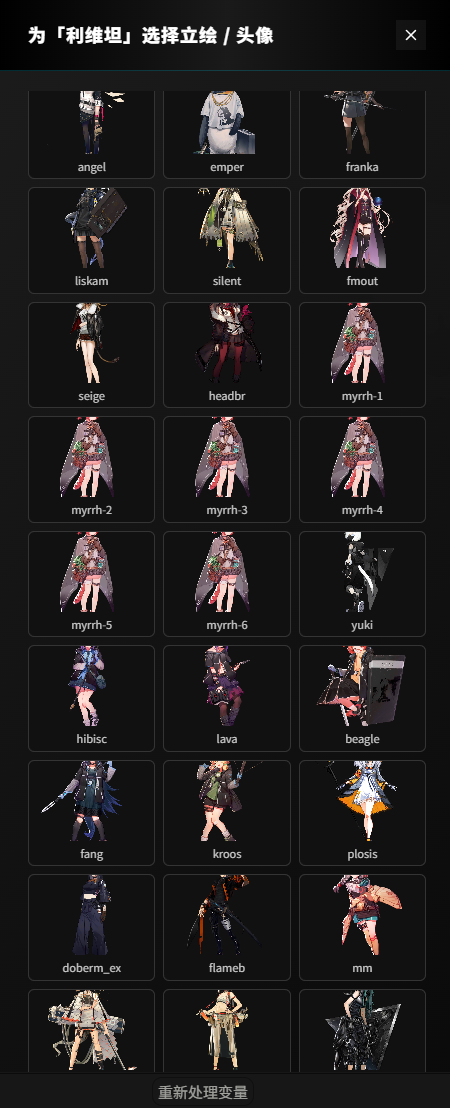 为「利维坦」选择立绘 / 头像
angel
emper
franka
liskam
silent
fmout
seige
headbr
myrrh-1
myrrh-2
myrrh-3
myrrh-4
myrrh-5
myrrh-6
yuki
hibisc
lava
beagle
fang
kroos
plosis
doberm_ex
flameb
mm
重新处理变量